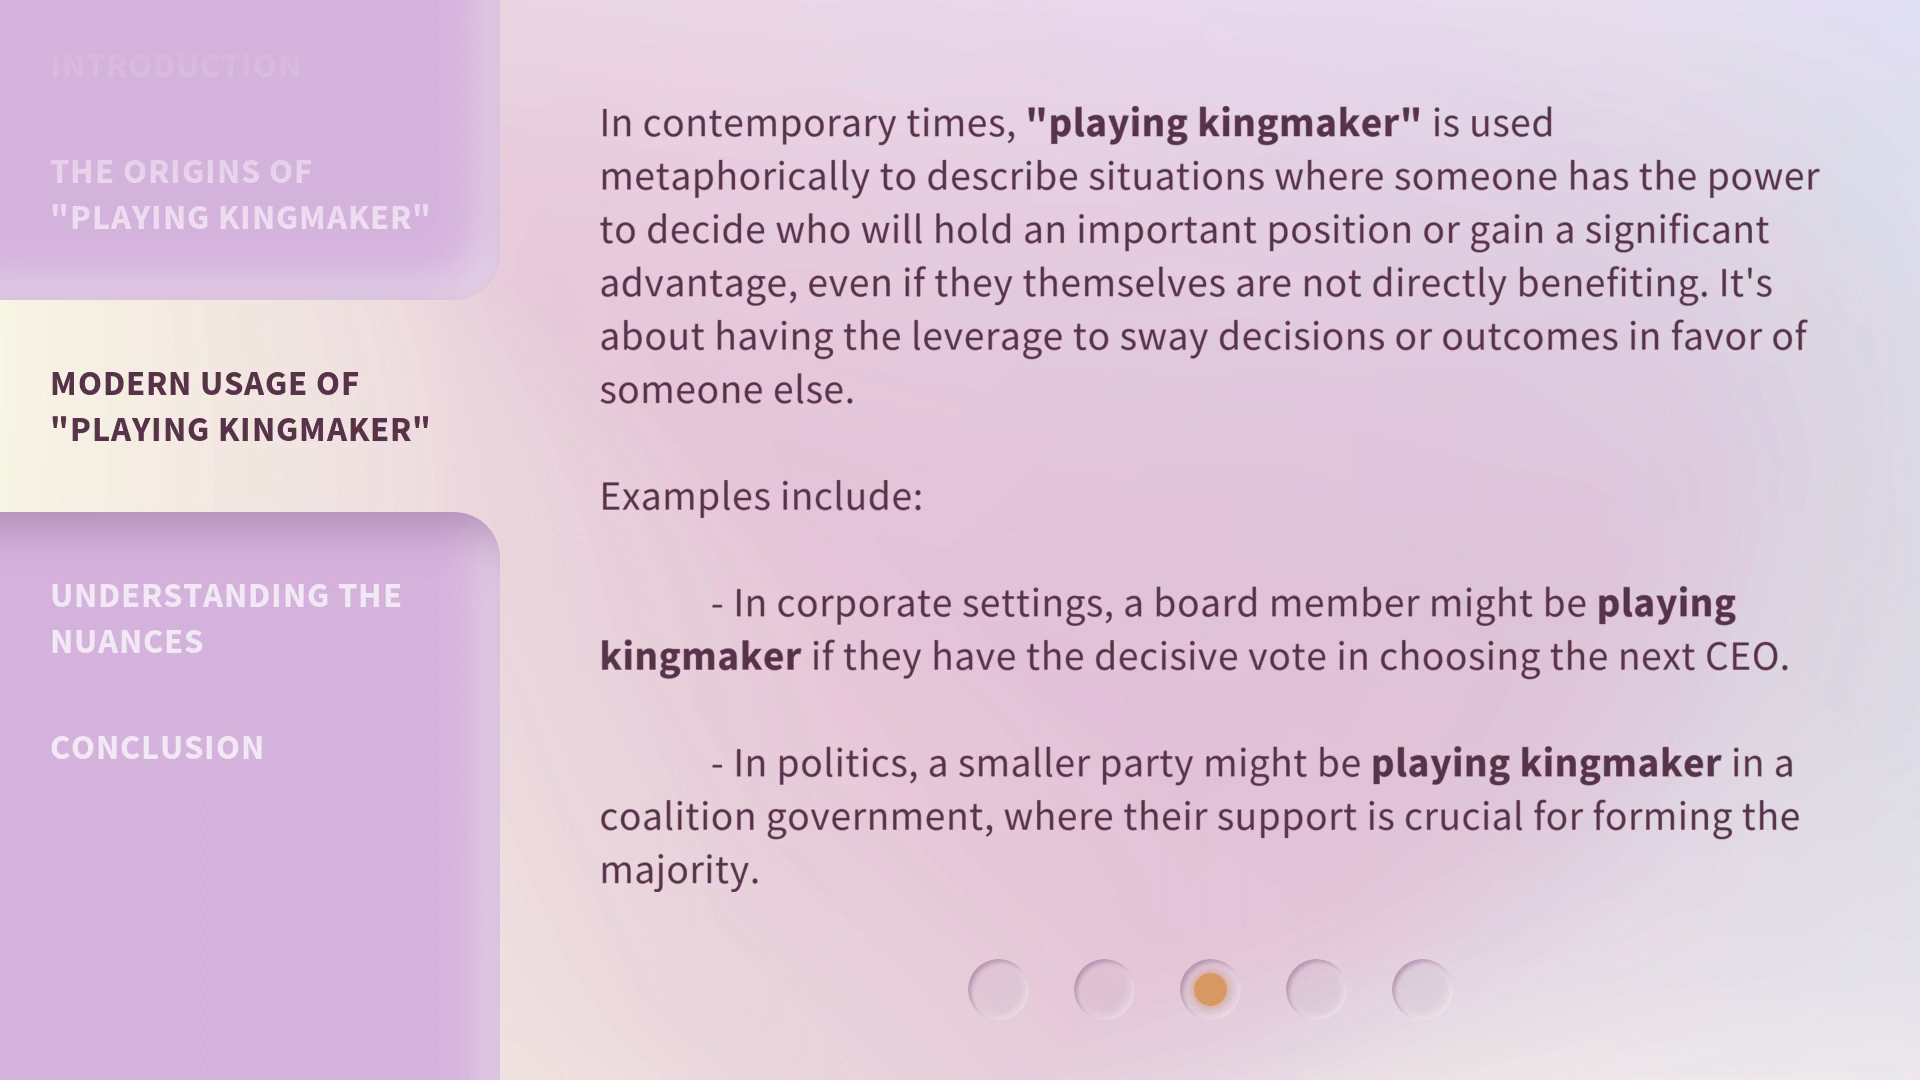 INTRODUCTION
THE ORIGINS OF
"PLAYING KINGMAKER"
MODERN USAGE OF
"PLAYING KINGMAKER"
UNDERSTANDING THE
NUANCES
CONCLUSION
In contemporary times, "playing kingmaker" is used
metaphorically to describe situations where someone has the power
to decide who will hold an important position or gain a significant
advantage, even if they themselves are not directly benefiting. It's
about having the leverage to sway decisions or outcomes in favor of
someone else.
Examples include:
- In corporate settings, a board member might be playing
kingmaker if they have the decisive vote in choosing the next CEO.
- In politics, a smaller party might be playing kingmaker in a
coalition government, where their support is crucial for forming the
majority.